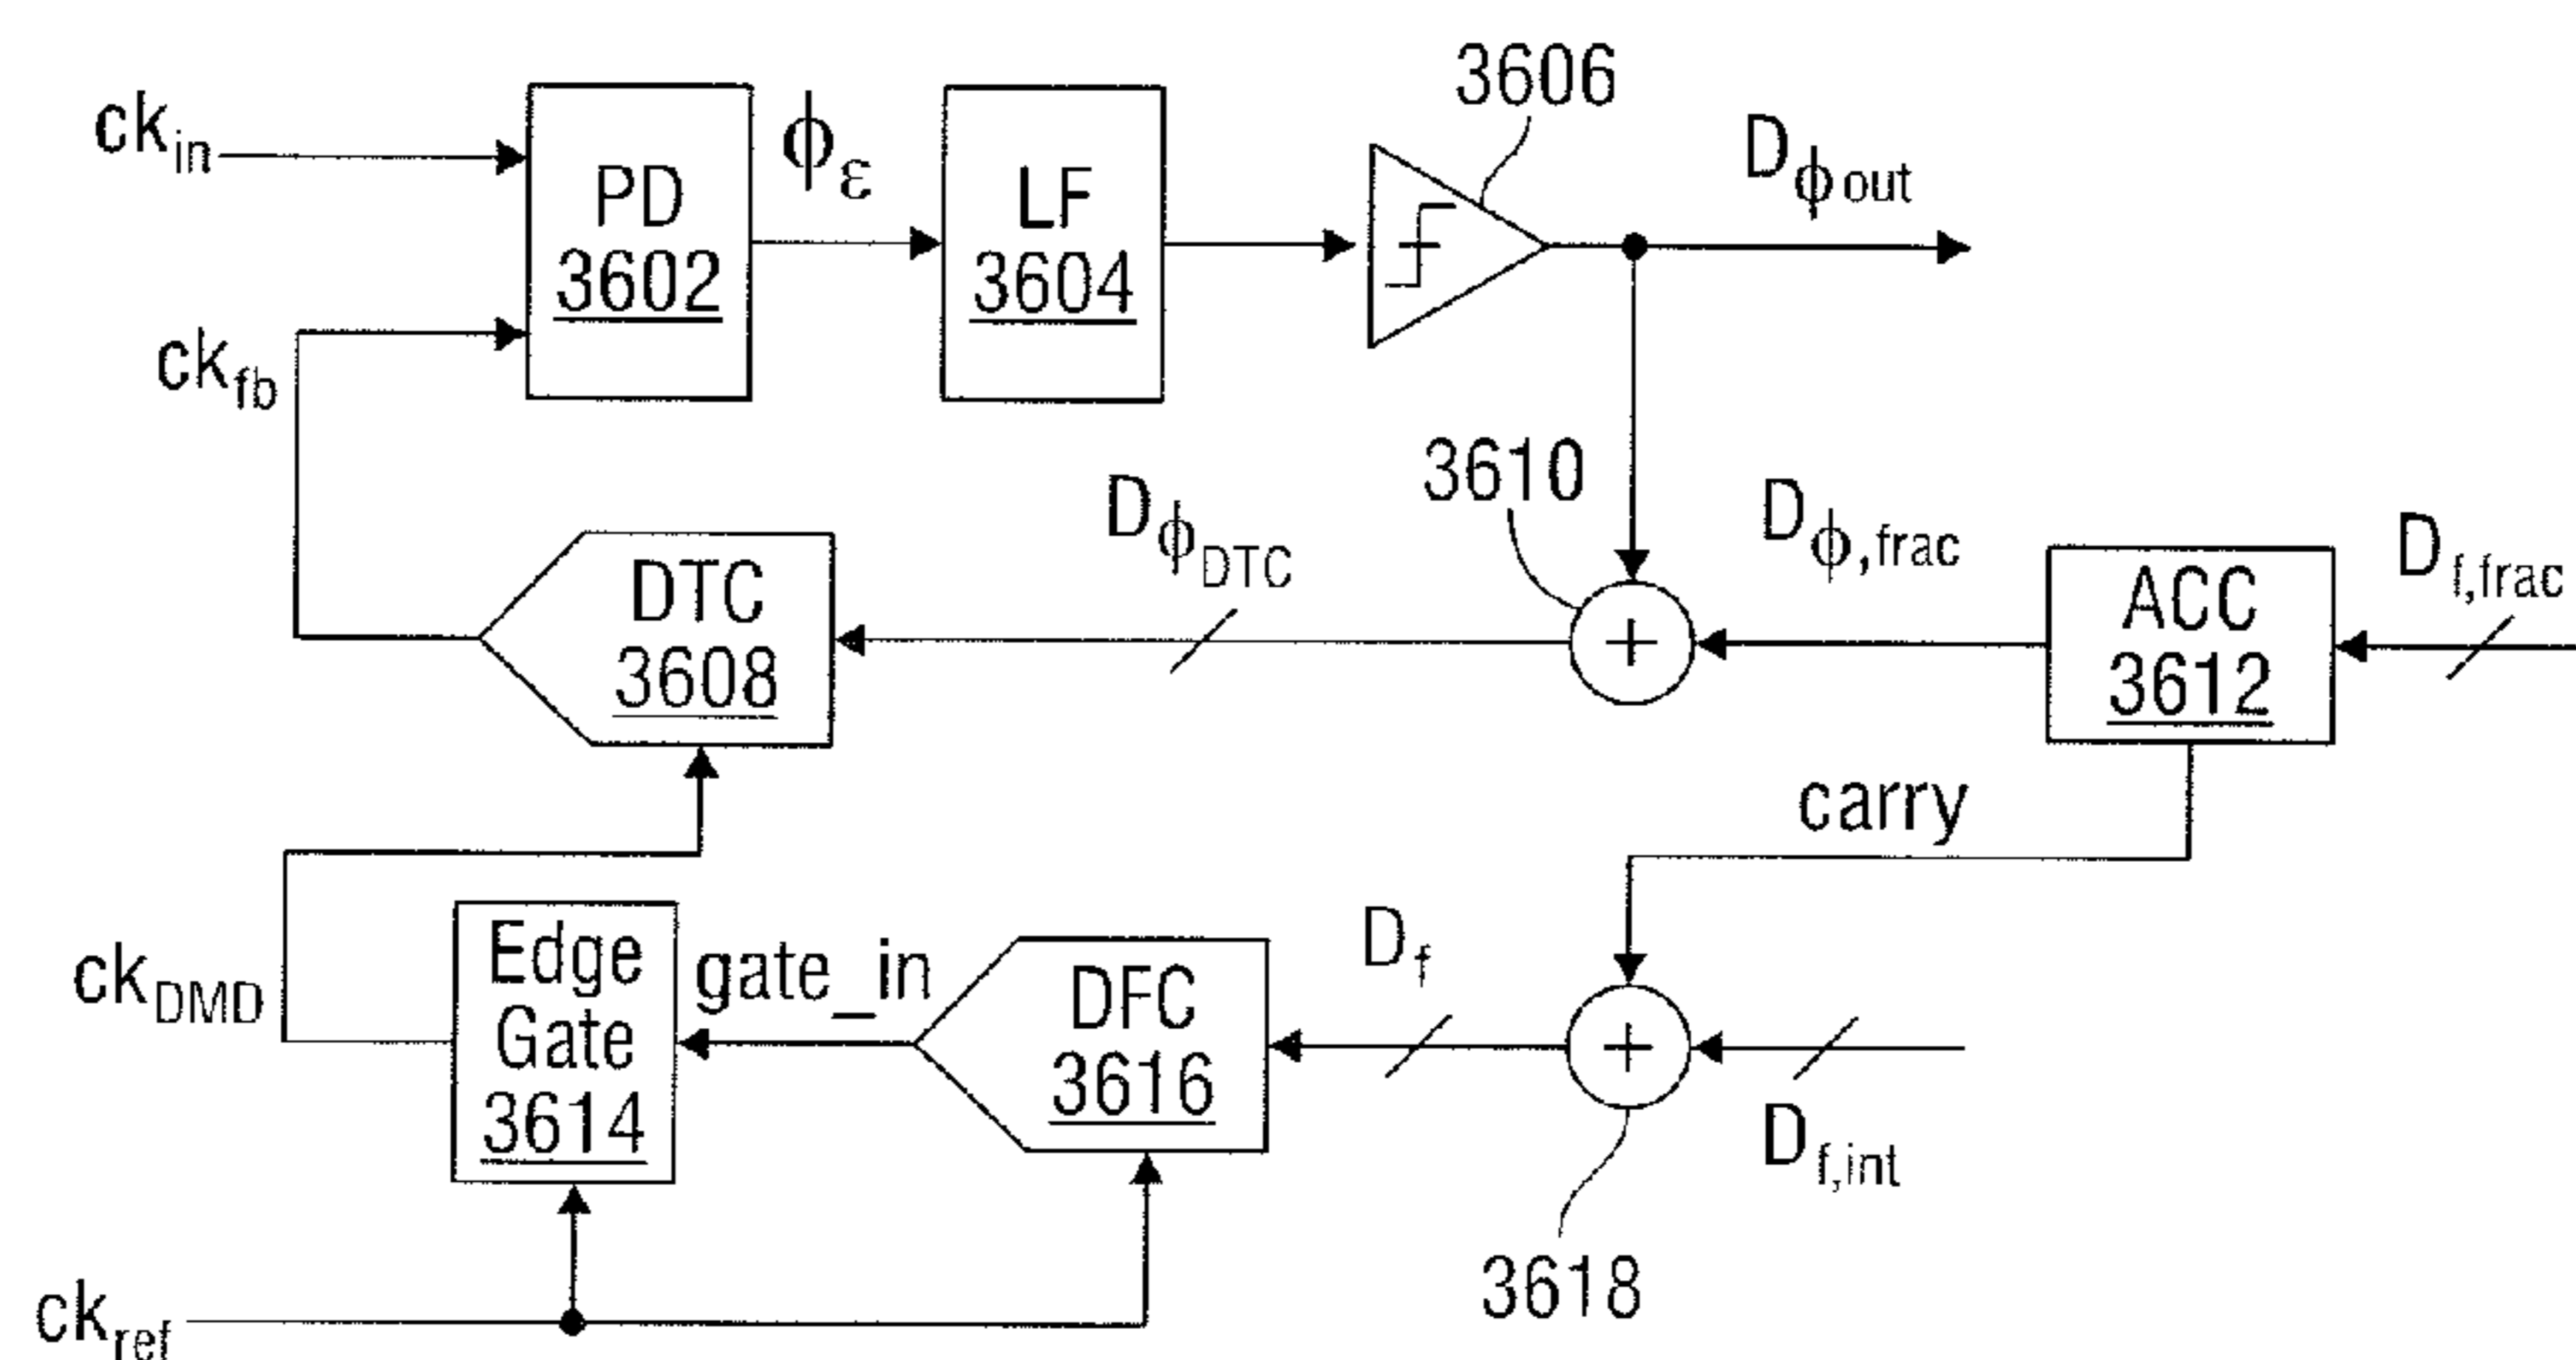 3606
ck_in
PD
3602
ϕ_ε
LF
3604
D_ϕout
ck_fb
3610
D_ϕDTC
D_ϕ,frac
D_f,frac
DTC
3608
+
ACC
3612
carry
ck_DMD
Edge
Gate
3614
gate_in
DFC
3616
D_f
+
D_f,int
3618
ck_ref